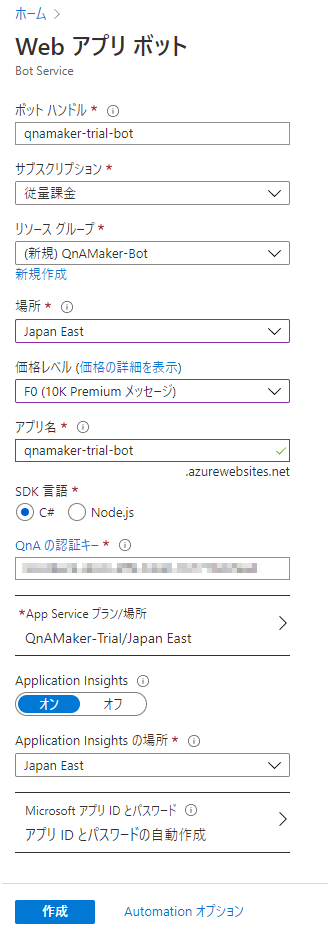 ホーム
Web アプリ ボット
Bot Service
ボット ハンドル *
qnamaker-trial-bot
サブスクリプション *
従量課金
リソース グループ *
(新規) QnAMaker-Bot
新規作成
場所 *
Japan East
価格レベル (価格の詳細を表示)
F0 (10K Premium メッセージ)
アプリ名 *
qnamaker-trial-bot
.azurewebsites.net
SDK 言語 *
C# Node.js
QnA の認証キー *
*App Service プラン/場所
QnAMaker-Trial/Japan East
Application Insights
オン オフ
Application Insights の場所 *
Japan East
Microsoft アプリ ID とパスワード
アプリ ID とパスワードの自動作成
作成 Automation オプション